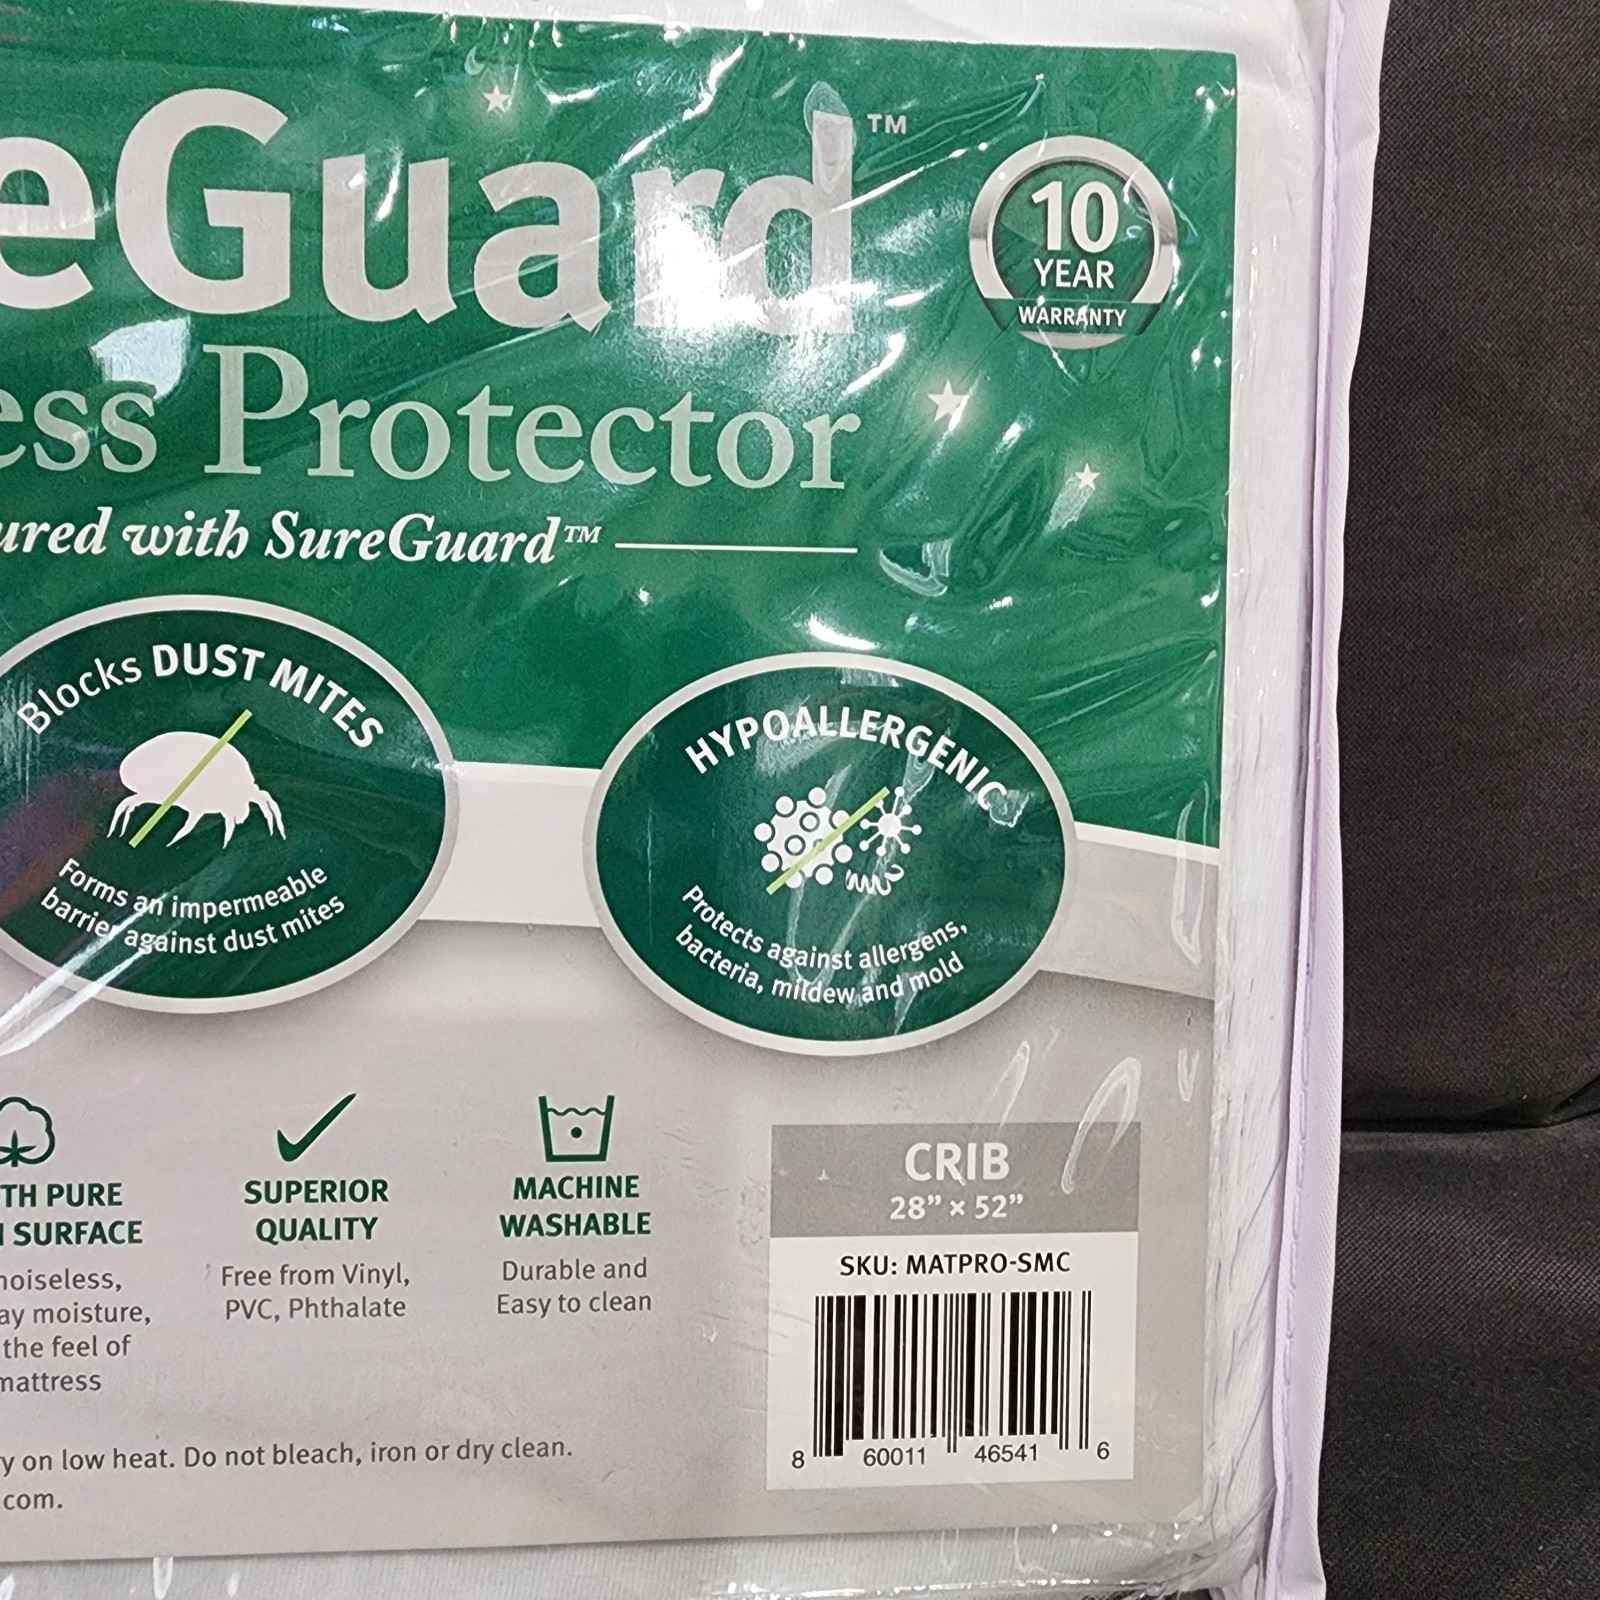 eGuard™
ess Protector
ured with SureGuard™
10
YEAR
WARRANTY
Blocks DUST MITES
Forms an impermeable
barrier against dust mites
HYPOALLERGENIC
Protects against allergens,
bacteria, mildew and mold
TH PURE
SURFACE
noiseless,
ay moisture,
the feel of
mattress
SUPERIOR
QUALITY
Free from Vinyl,
PVC, Phthalate
MACHINE
WASHABLE
Durable and
Easy to clean
CRIB
28” × 52”
SKU: MATPRO-SMC
8 60011 46541 6
y on low heat. Do not bleach, iron or dry clean.
.com.